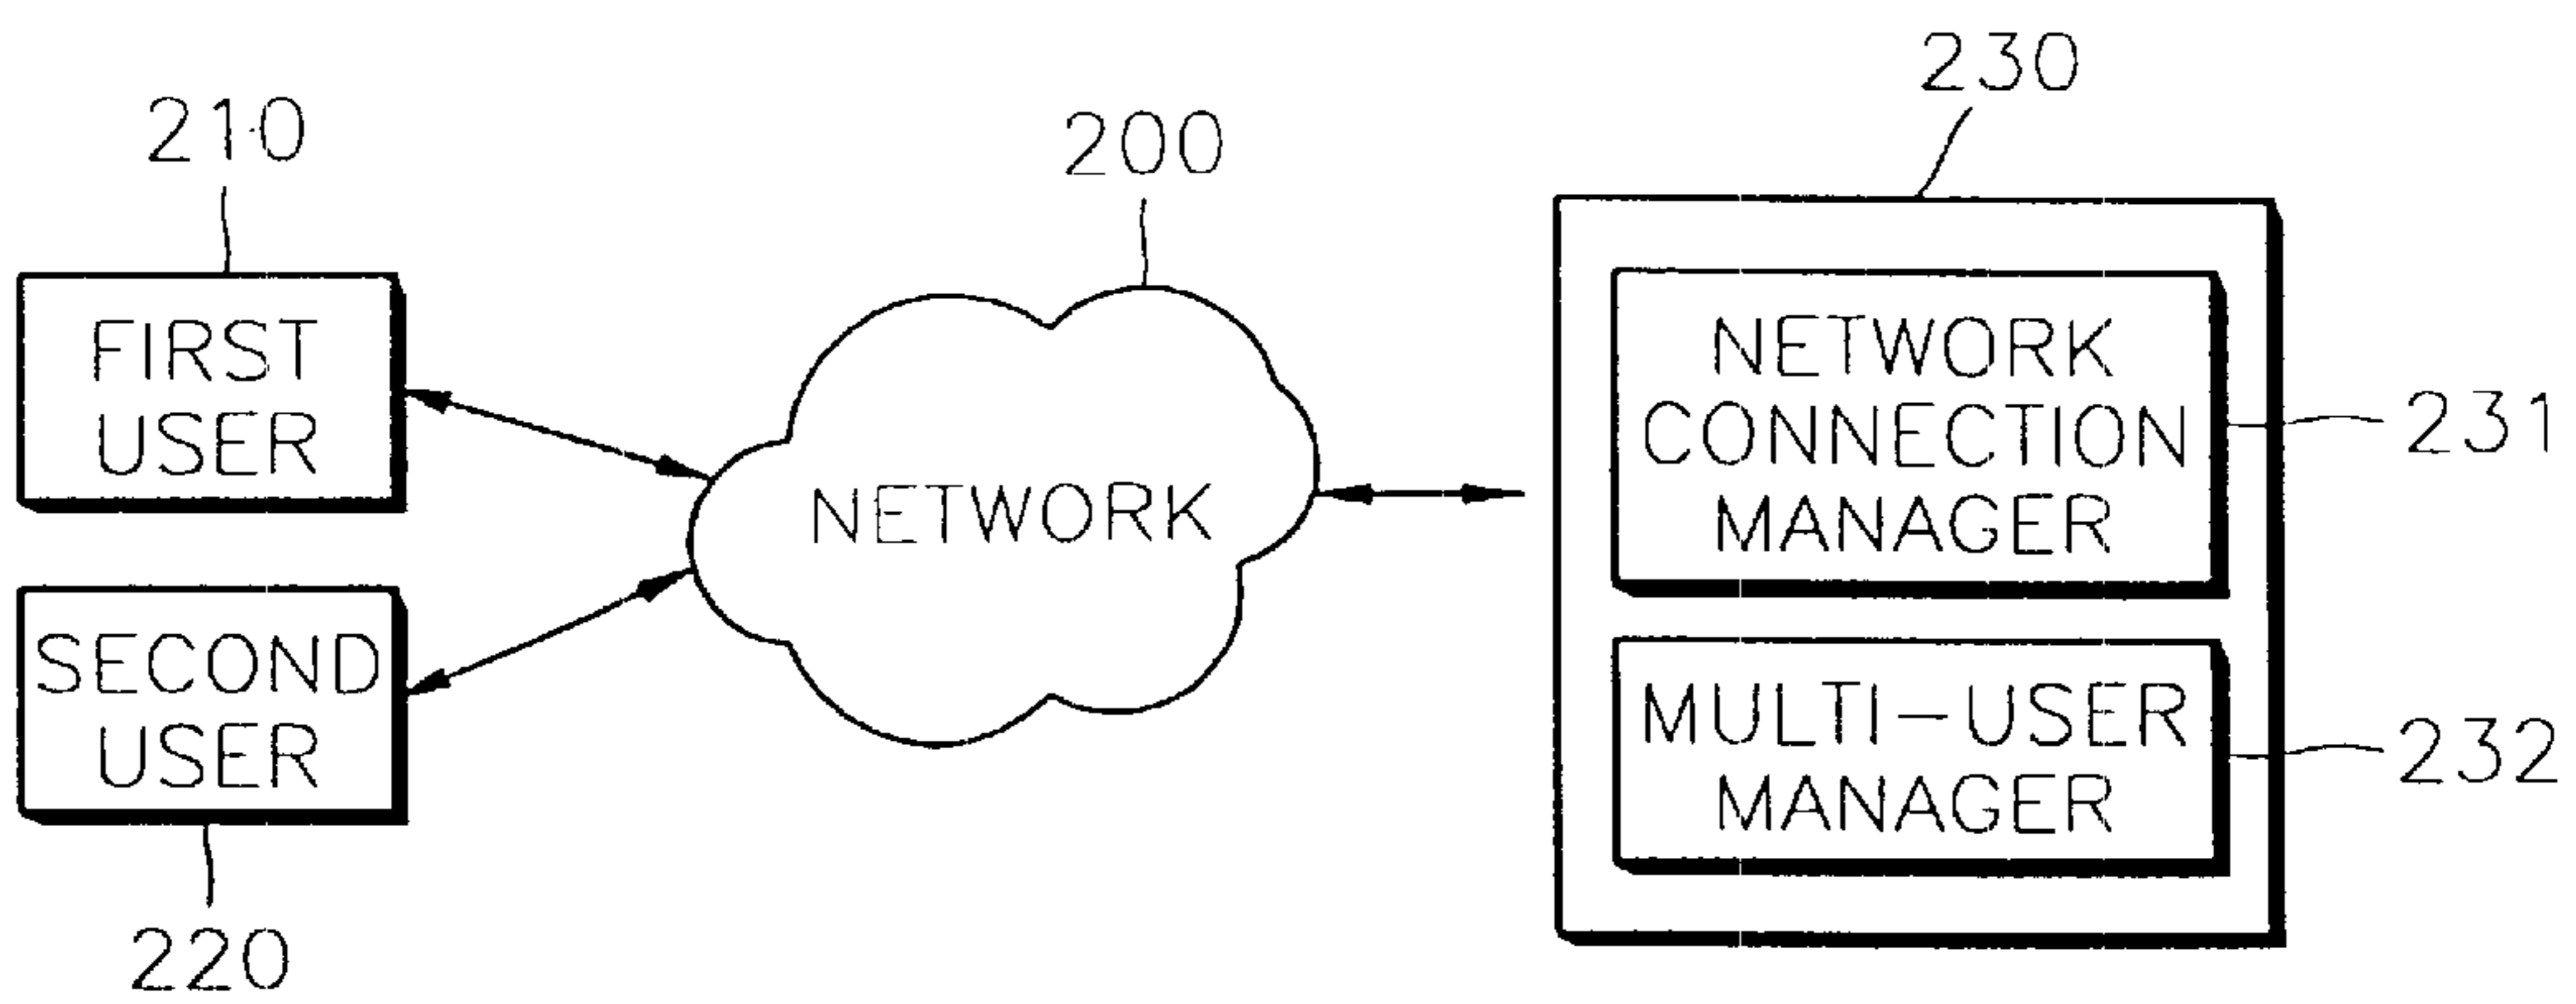 230
210
200
FIRST
USER
NETWORK
NETWORK
CONNECTION
MANAGER
231
SECOND
USER
MULTI-USER
MANAGER
232
220